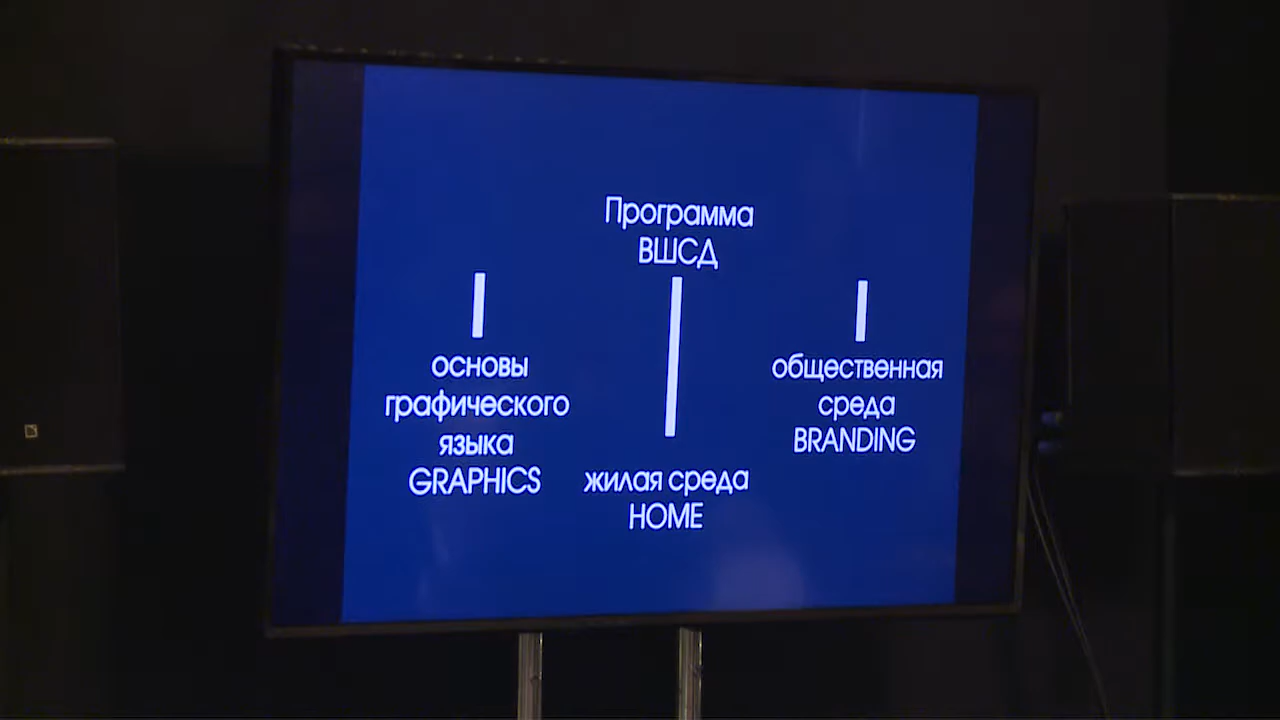 Программа
ВШСД
основы
графического
языка
GRAPHICS
жилая среда
HOME
общественная
среда
BRANDING